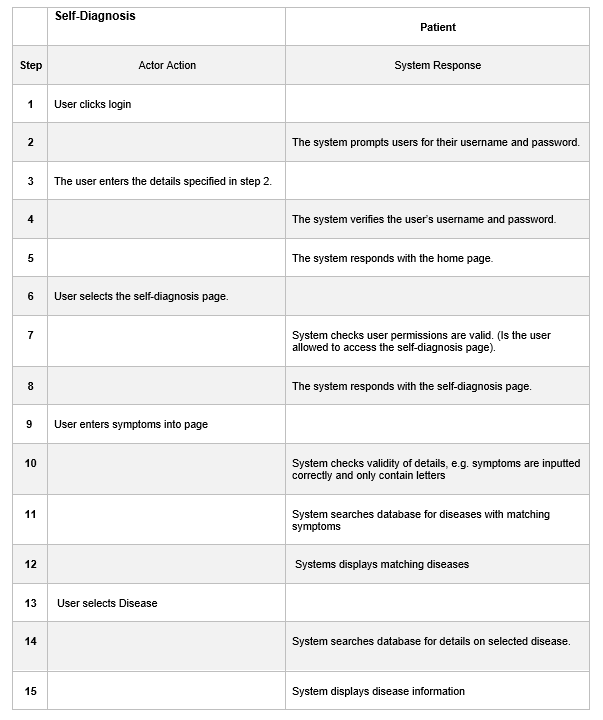 Self-Diagnosis
Patient
Step
Actor Action
System Response
1
User clicks login
2
The system prompts users for their username and password.
3
The user enters the details specified in step 2.
4
The system verifies the user's username and password.
5
The system responds with the home page.
6
User selects the self-diagnosis page.
7
System checks user permissions are valid. (Is the user
allowed to access the self-diagnosis page).
8
The system responds with the self-diagnosis page.
9
User enters symptoms into page
10
System checks validity of details, e.g. symptoms are inputted
correctly and only contain letters
11
System searches database for diseases with matching
symptoms
12
Systems displays matching diseases
13
User selects Disease
14
System searches database for details on selected disease.
15
System displays disease information